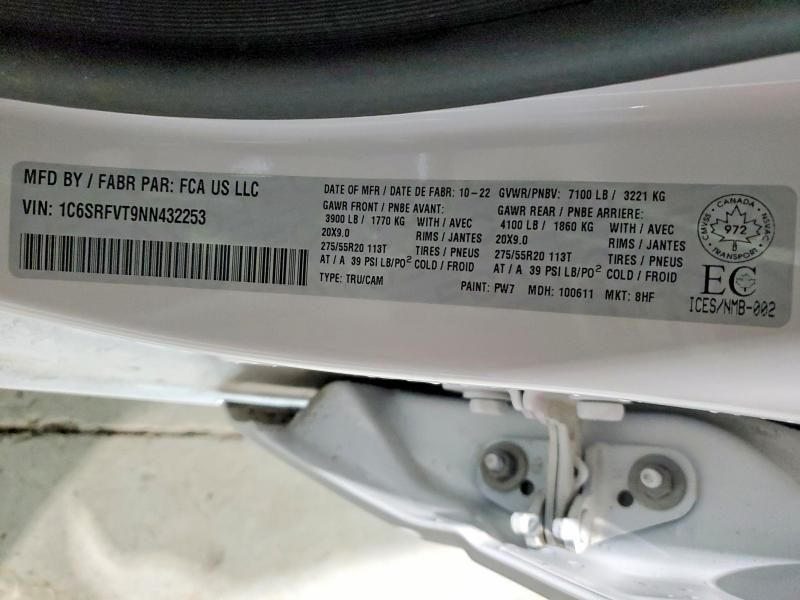 MFD BY / FABR PAR: FCA US LLC
VIN: 1C6SRFVT9NN432253
DATE OF MFR / DATE DE FABR: 10-22 GVWR/PNBV: 7100 LB / 3221 KG
GAWR FRONT / PNBE AVANT: GAWR REAR / PNBE ARRIERE:
3900 LB / 1770 KG WITH / AVEC 4100 LB / 1860 KG WITH / AVEC
20X9.0 RIMS / JANTES 20X9.0 RIMS / JANTES
275/55R20 113T TIRES / PNEUS 275/55R20 113T TIRES / PNEUS
AT / A 39 PSI LB/PO² COLD / FROID AT / A 39 PSI LB/PO² COLD / FROID
TYPE: TRU/CAM PAINT: PW7 MDH: 100611 MKT: 8HF
CANADA
CMVSS
NSVAC
972
TRANSPORT
EC
ICES/NMB-002